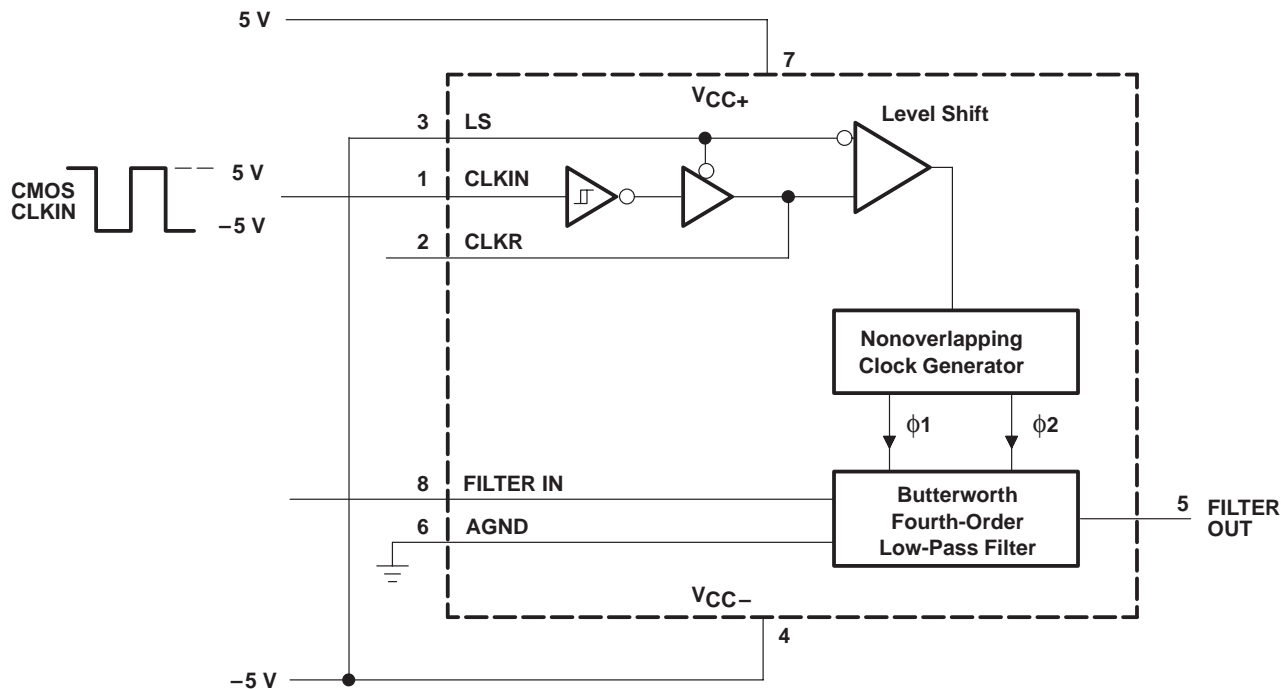 5 V
7
VCC+
Level Shift
3 LS
5 V
CMOS
CLKIN
1 CLKIN
–5 V
2 CLKR
Nonoverlapping
Clock Generator
ϕ1
ϕ2
8 FILTER IN
Butterworth
Fourth-Order
Low-Pass Filter
5 FILTER
OUT
6 AGND
VCC–
4
–5 V